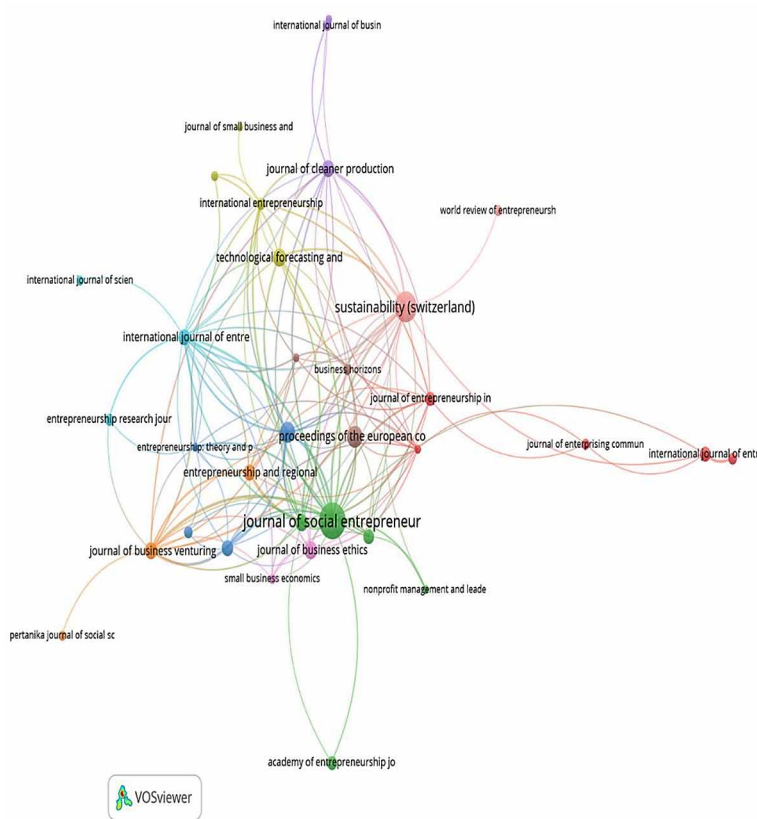 international journal of busin
journal of small business and
journal of cleaner production
international entrepreneurship
world review of entrepreneursh
technological forecasting and
international journal of scien
sustainability (switzerland)
international journal of entre
business horizons
journal of entrepreneurship in
entrepreneurship research jour
proceedings of the european co
journal of enterprising commun
entrepreneurship: theory and p
international journal of entr
entrepreneurship and regional
journal of social entrepreneur
journal of business venturing
journal of business ethics
small business economics
nonprofit management and leade
pertanika journal of social sc
academy of entrepreneurship jo
VOSviewer